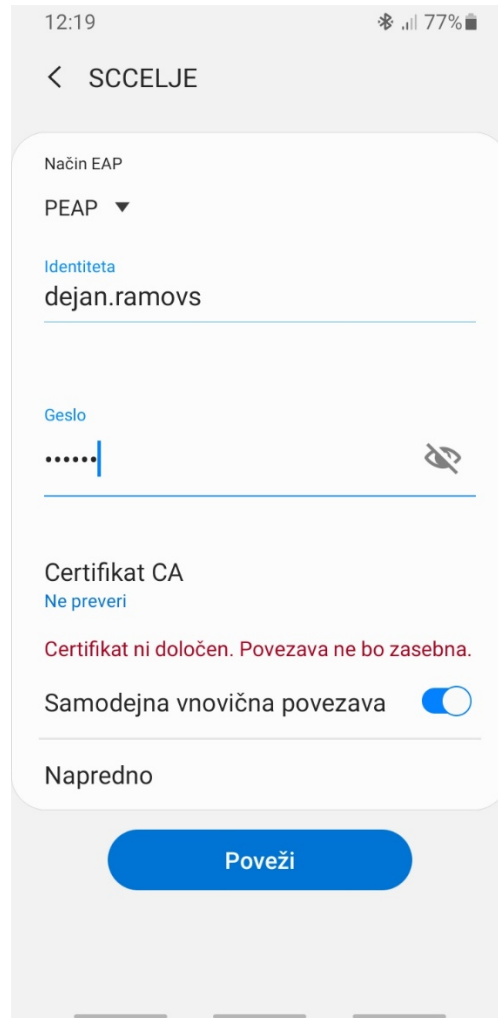 12:19 77%
SCCELJE
Način EAP
PEAP
Identiteta
dejan.ramovs
Geslo
••••••
Certifikat CA
Ne preveri
Certifikat ni določen. Povezava ne bo zasebna.
Samodejna vnovična povezava
Napredno
Poveži